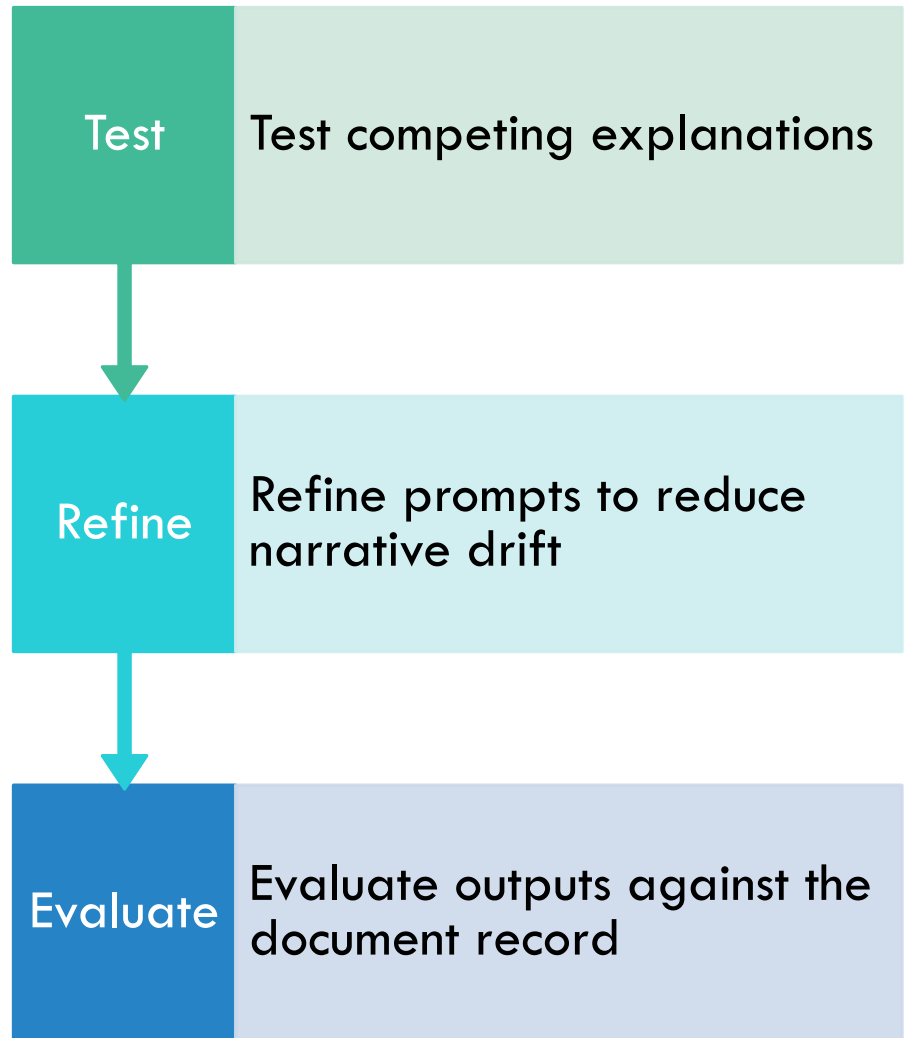 Test
Test competing explanations
Refine
Refine prompts to reduce
narrative drift
Evaluate
Evaluate outputs against the
document record